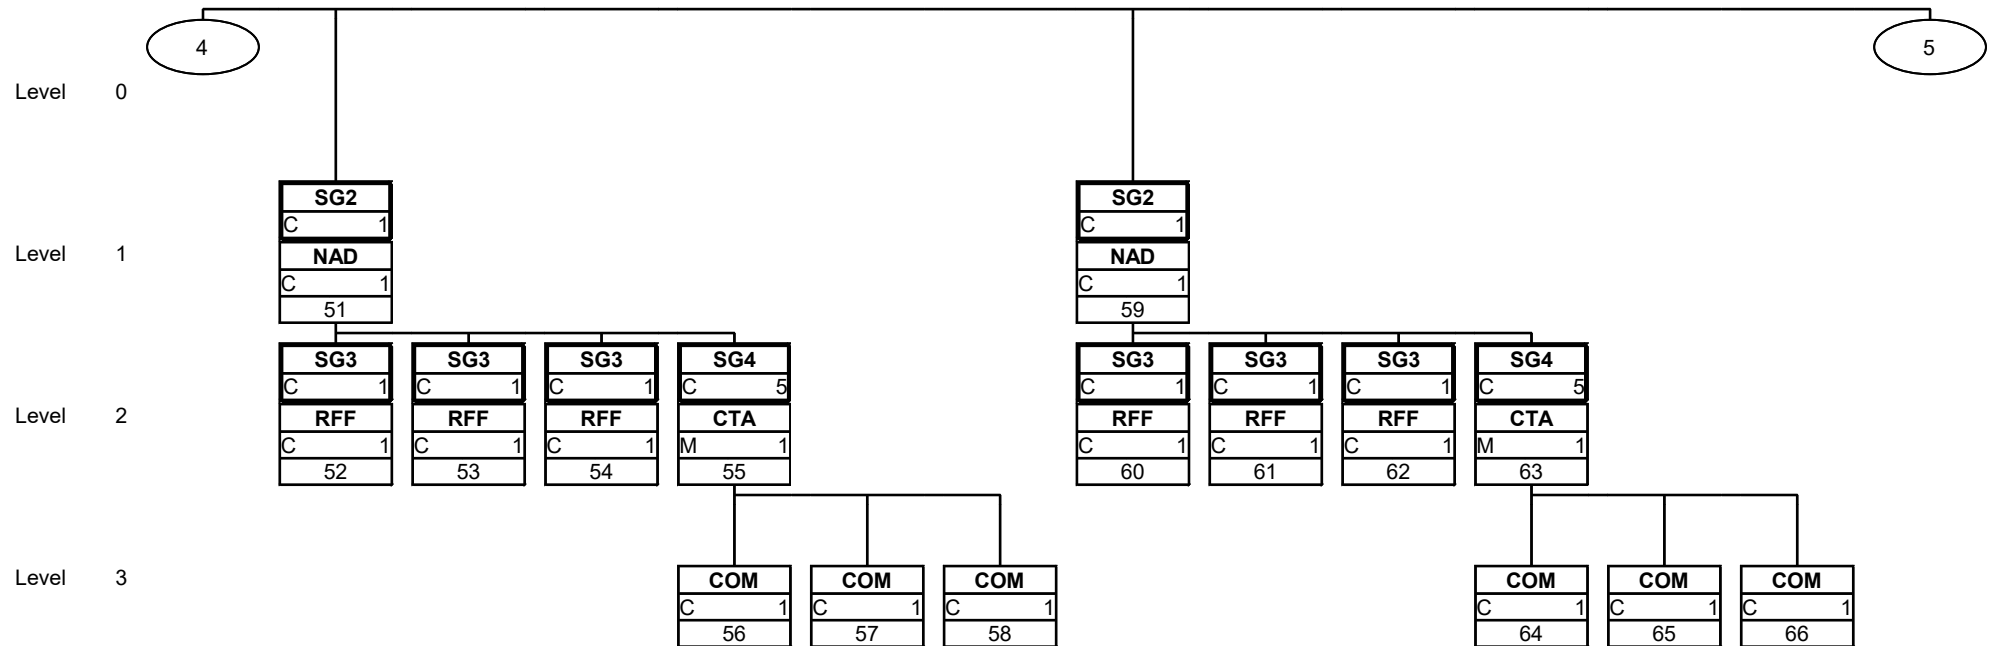 4 5
Level 0
SG2 SG2
C 1 C 1
Level 1
NAD NAD
C 1 C 1
51 59
SG3 SG3 SG3 SG4 SG3 SG3 SG3 SG4
C 1 C 1 C 1 C 5 C 1 C 1 C 1 C 5
Level 2
RFF RFF RFF CTA RFF RFF RFF CTA
C 1 C 1 C 1 M 1 C 1 C 1 C 1 M 1
52 53 54 55 60 61 62 63
Level 3
COM COM COM COM COM COM
C 1 C 1 C 1 C 1 C 1 C 1
56 57 58 64 65 66